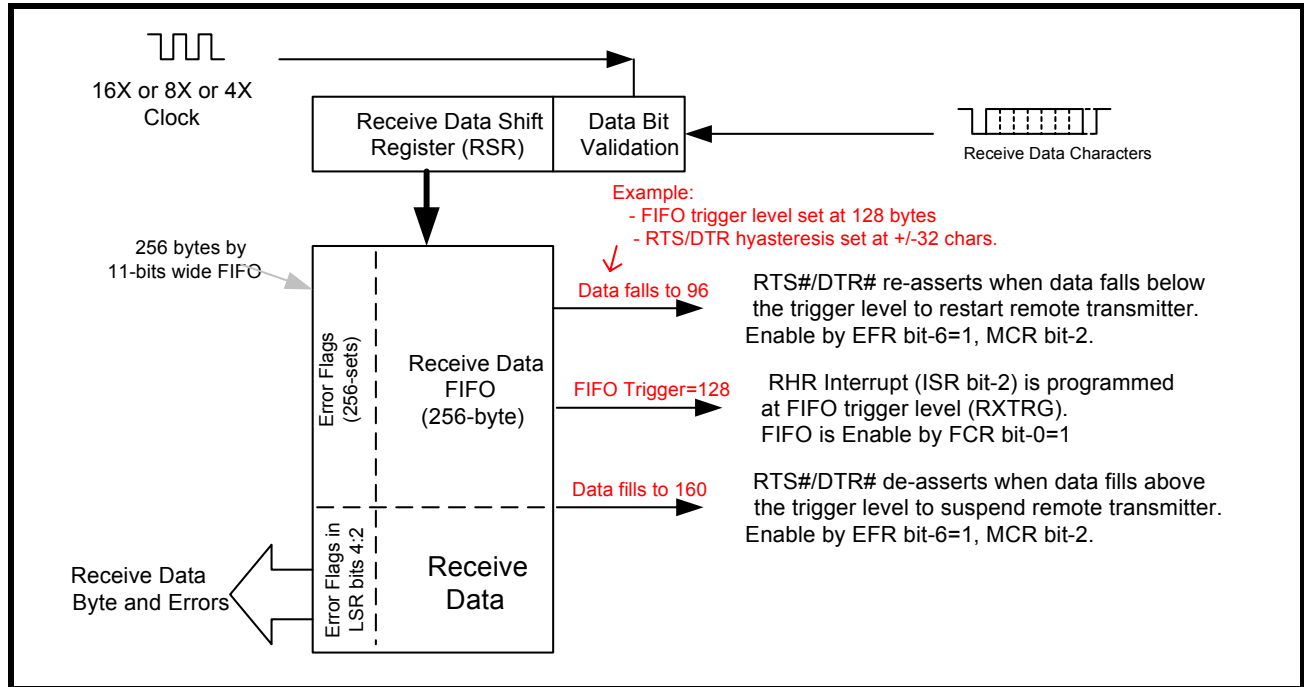 16X or 8X or 4X
Clock
Receive Data Shift
Register (RSR)
Data Bit
Validation
Receive Data Characters
Example:
- FIFO trigger level set at 128 bytes
- RTS/DTR hyasteresis set at +/-32 chars.
256 bytes by
11-bits wide FIFO
Error Flags
(256-sets)
Receive Data
FIFO
(256-byte)
Data falls to 96
RTS#/DTR# re-asserts when data falls below
the trigger level to restart remote transmitter.
Enable by EFR bit-6=1, MCR bit-2.
FIFO Trigger=128
RHR Interrupt (ISR bit-2) is programmed
at FIFO trigger level (RXTRG).
FIFO is Enable by FCR bit-0=1
Data fills to 160
RTS#/DTR# de-asserts when data fills above
the trigger level to suspend remote transmitter.
Enable by EFR bit-6=1, MCR bit-2.
Error Flags in
LSR bits 4:2
Receive
Data
Receive Data
Byte and Errors